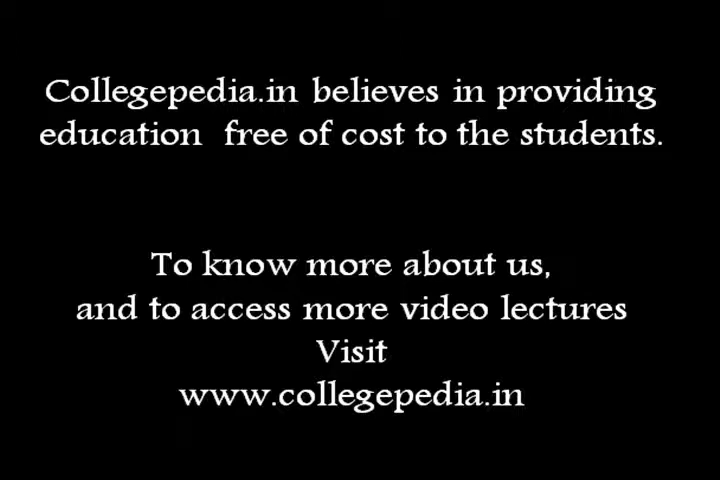 Collegepedia.in believes in providing
education free of cost to the students.
To know more about us,
and to access more video lectures
Visit
www.collegepedia.in